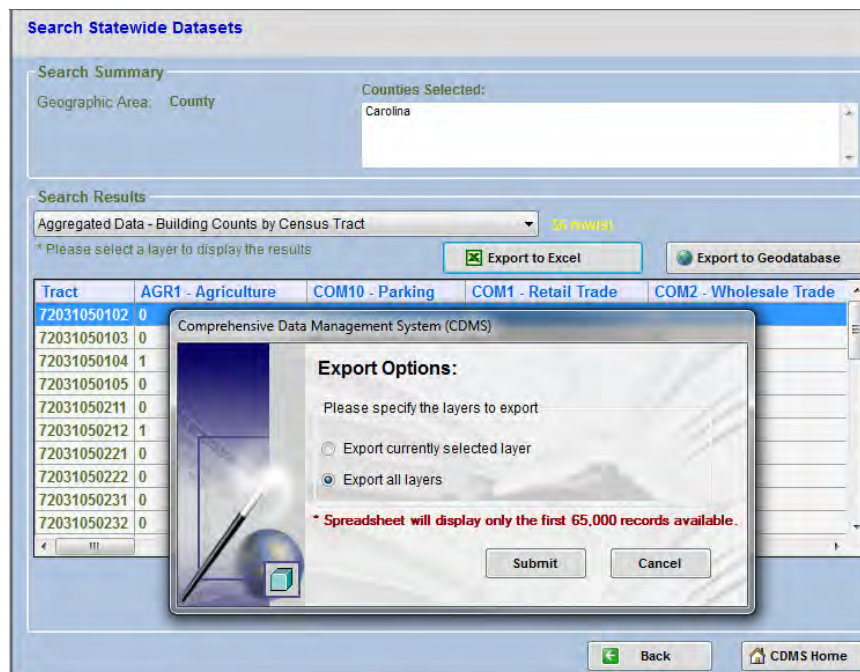 Search Statewide Datasets
Search Summary
Geographic Area: County
Counties Selected:
Carolina
Search Results
Aggregated Data - Building Counts by Census Tract
36 row(s)
* Please select a layer to display the results
Export to Excel
Export to Geodatabase
Tract AGR1 - Agriculture COM10 - Parking COM1 - Retail Trade COM2 - Wholesale Trade
72031050102 0
72031050103 0
72031050104 1
72031050105 0
72031050211 0
72031050212 1
72031050221 0
72031050222 0
72031050231 0
72031050232 0
Comprehensive Data Management System (CDMS)
Export Options:
Please specify the layers to export
Export currently selected layer
Export all layers
* Spreadsheet will display only the first 65,000 records available.
Submit Cancel
Back CDMS Home